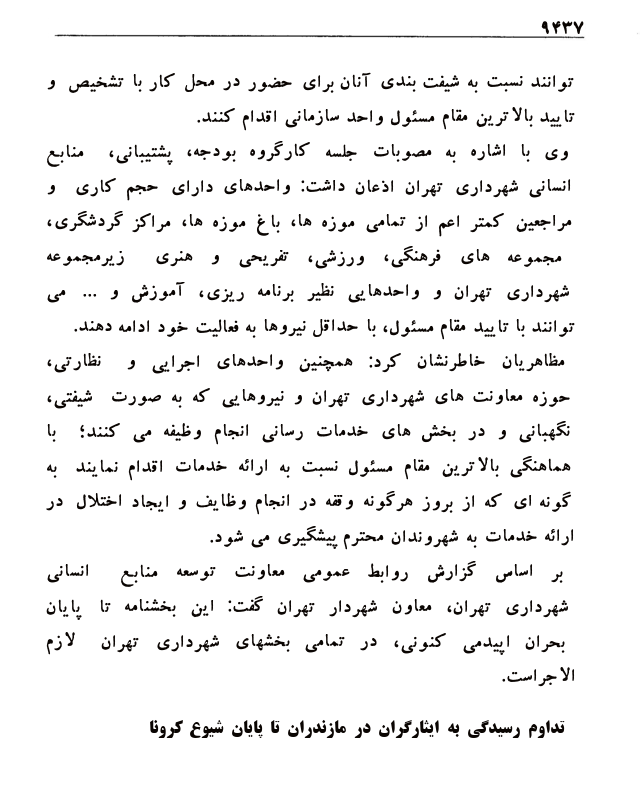 ۹۴۳۷
توانند نسبت به شیفت بندی آنان برای حضور در محل کار با تشخیص و
تایید بالاترین مقام مسئول واحد سازمانی اقدام کنند.
وی با اشاره به مصوبات جلسه کارگروه بودجه، پشتیبانی، منابع
انسانی شهرداری تهران اذعان داشت: واحدهای دارای حجم کاری و
مراجعین کمتر اعم از تمامی موزه ها، باغ موزه ها، مراکز گردشگری،
مجموعه های فرهنگی، ورزشی، تفریحی و هنری زیرمجموعه
شهرداری تهران و واحدهایی نظیر برنامه ریزی، آموزش و ... می
توانند با تایید مقام مسئول، با حداقل نیروها به فعالیت خود ادامه دهند.
مظاهریان خاطرنشان کرد: همچنین واحدهای اجرایی و نظارتی،
حوزه معاونت های شهرداری تهران و نیروهایی که به صورت شیفتی،
نگهبانی و در بخش های خدمات رسانی انجام وظیفه می کنند؛ با
هماهنگی بالاترین مقام مسئول نسبت به ارائه خدمات اقدام نمایند به
گونه ای که از بروز هرگونه وقفه در انجام وظایف و ایجاد اختلال در
ارائه خدمات به شهروندان محترم پیشگیری می شود.
بر اساس گزارش روابط عمومی معاونت توسعه منابع انسانی
شهرداری تهران، معاون شهردار تهران گفت: این بخشنامه تا پایان
بحران اپیدمی کنونی، در تمامی بخشهای شهرداری تهران لازم
الاجراست.
تداوم رسیدگی به ایثارگران در مازندران تا پایان شیوع کرونا